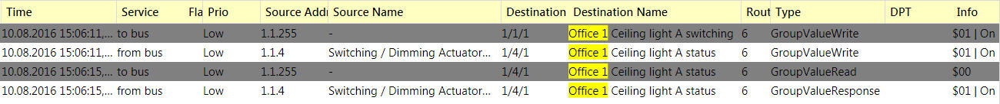 Time Service Fla Prio Source Addr Source Name Destination Destination Name Rout Type DPT Info
10.08.2016 15:06:11,... to bus Low 1.1.255 - 1/1/1 Office 1 Ceiling light A switching 6 GroupValueWrite $01 | On
10.08.2016 15:06:11,... from bus Low 1.1.4 Switching / Dimming Actuator... 1/4/1 Office 1 Ceiling light A status 6 GroupValueWrite $01 | On
10.08.2016 15:06:15,... to bus Low 1.1.255 - 1/4/1 Office 1 Ceiling light A status 6 GroupValueRead $00
10.08.2016 15:06:15,... from bus Low 1.1.4 Switching / Dimming Actuator... 1/4/1 Office 1 Ceiling light A status 6 GroupValueResponse $01 | On